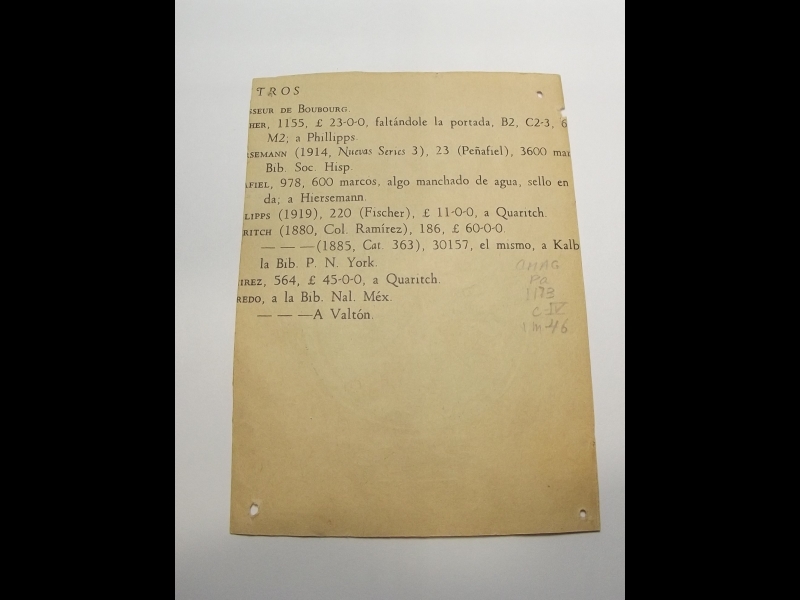 TROS
SSEUR DE BOUBOURG.
HER, 1155, £ 23-0-0, faltándole la portada, B2, C2-3, 6
M2; a Phillipps.
RSEMANN (1914, Nuevas Series 3), 23 (Peñafiel), 3600 mar
Bib. Soc. Hisp.
AFIEL, 978, 600 marcos, algo manchado de agua, sello en
da; a Hiersemann.
LIPPS (1919), 220 (Fischer), £ 11-0-0, a Quaritch.
RITCH (1880, Col. Ramírez), 186, £ 60-0-0.
— — —(1885, Cat. 363), 30157, el mismo, a Kalb
la Bib. P. N. York.
IREZ, 564, £ 45-0-0, a Quaritch.
REDO, a la Bib. Nal. Méx.
— — —A Valtón.
1193
C-IV
1m-46